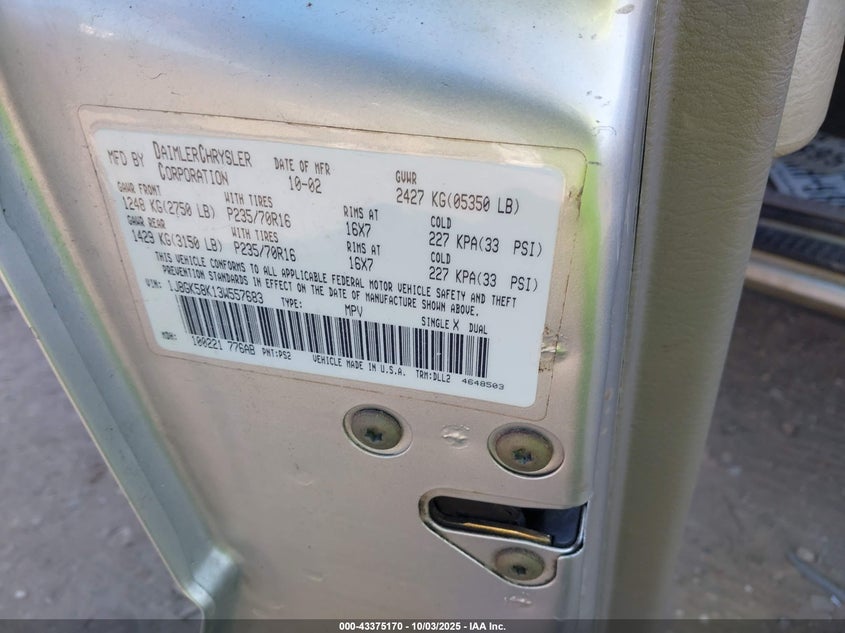 MFD BY DAIMLERCHRYSLER CORPORATION DATE OF MFR 10-02 GVWR 2427 KG(05350 LB)
GAWR FRONT WITH TIRES RIMS AT COLD
1248 KG(2750 LB) P235/70R16 16X7 227 KPA(33 PSI)
GAWR REAR WITH TIRES RIMS AT COLD
1429 KG(3150 LB) P235/70R16 16X7 227 KPA(33 PSI)
THIS VEHICLE CONFORMS TO ALL APPLICABLE FEDERAL MOTOR VEHICLE SAFETY AND THEFT
PREVENTION STANDARDS IN EFFECT ON THE DATE OF MANUFACTURE SHOWN ABOVE.
VIN: 1J8GK58K13W557683 TYPE: MPV SINGLE X DUAL
MDH: 100221 776AB PNT:PS2 VEHICLE MADE IN U.S.A. TRM:DLL2 4648503
000-43375170 - 10/03/2025 - IAA Inc.